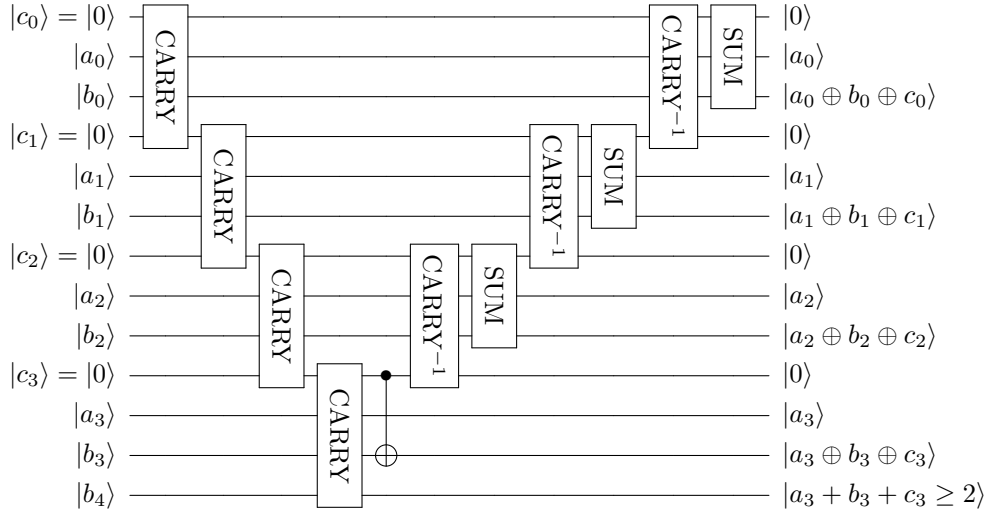 |c₀⟩ = |0⟩ CARRY CARRY⁻¹ SUM |0⟩
|a₀⟩ |a₀⟩
|b₀⟩ |a₀ ⊕ b₀ ⊕ c₀⟩
|c₁⟩ = |0⟩ CARRY CARRY⁻¹ SUM |0⟩
|a₁⟩ |a₁⟩
|b₁⟩ |a₁ ⊕ b₁ ⊕ c₁⟩
|c₂⟩ = |0⟩ CARRY CARRY⁻¹ SUM |0⟩
|a₂⟩ |a₂⟩
|b₂⟩ |a₂ ⊕ b₂ ⊕ c₂⟩
|c₃⟩ = |0⟩ CARRY |0⟩
|a₃⟩ |a₃⟩
|b₃⟩ |a₃ ⊕ b₃ ⊕ c₃⟩
|b₄⟩ |a₃ + b₃ + c₃ ≥ 2⟩